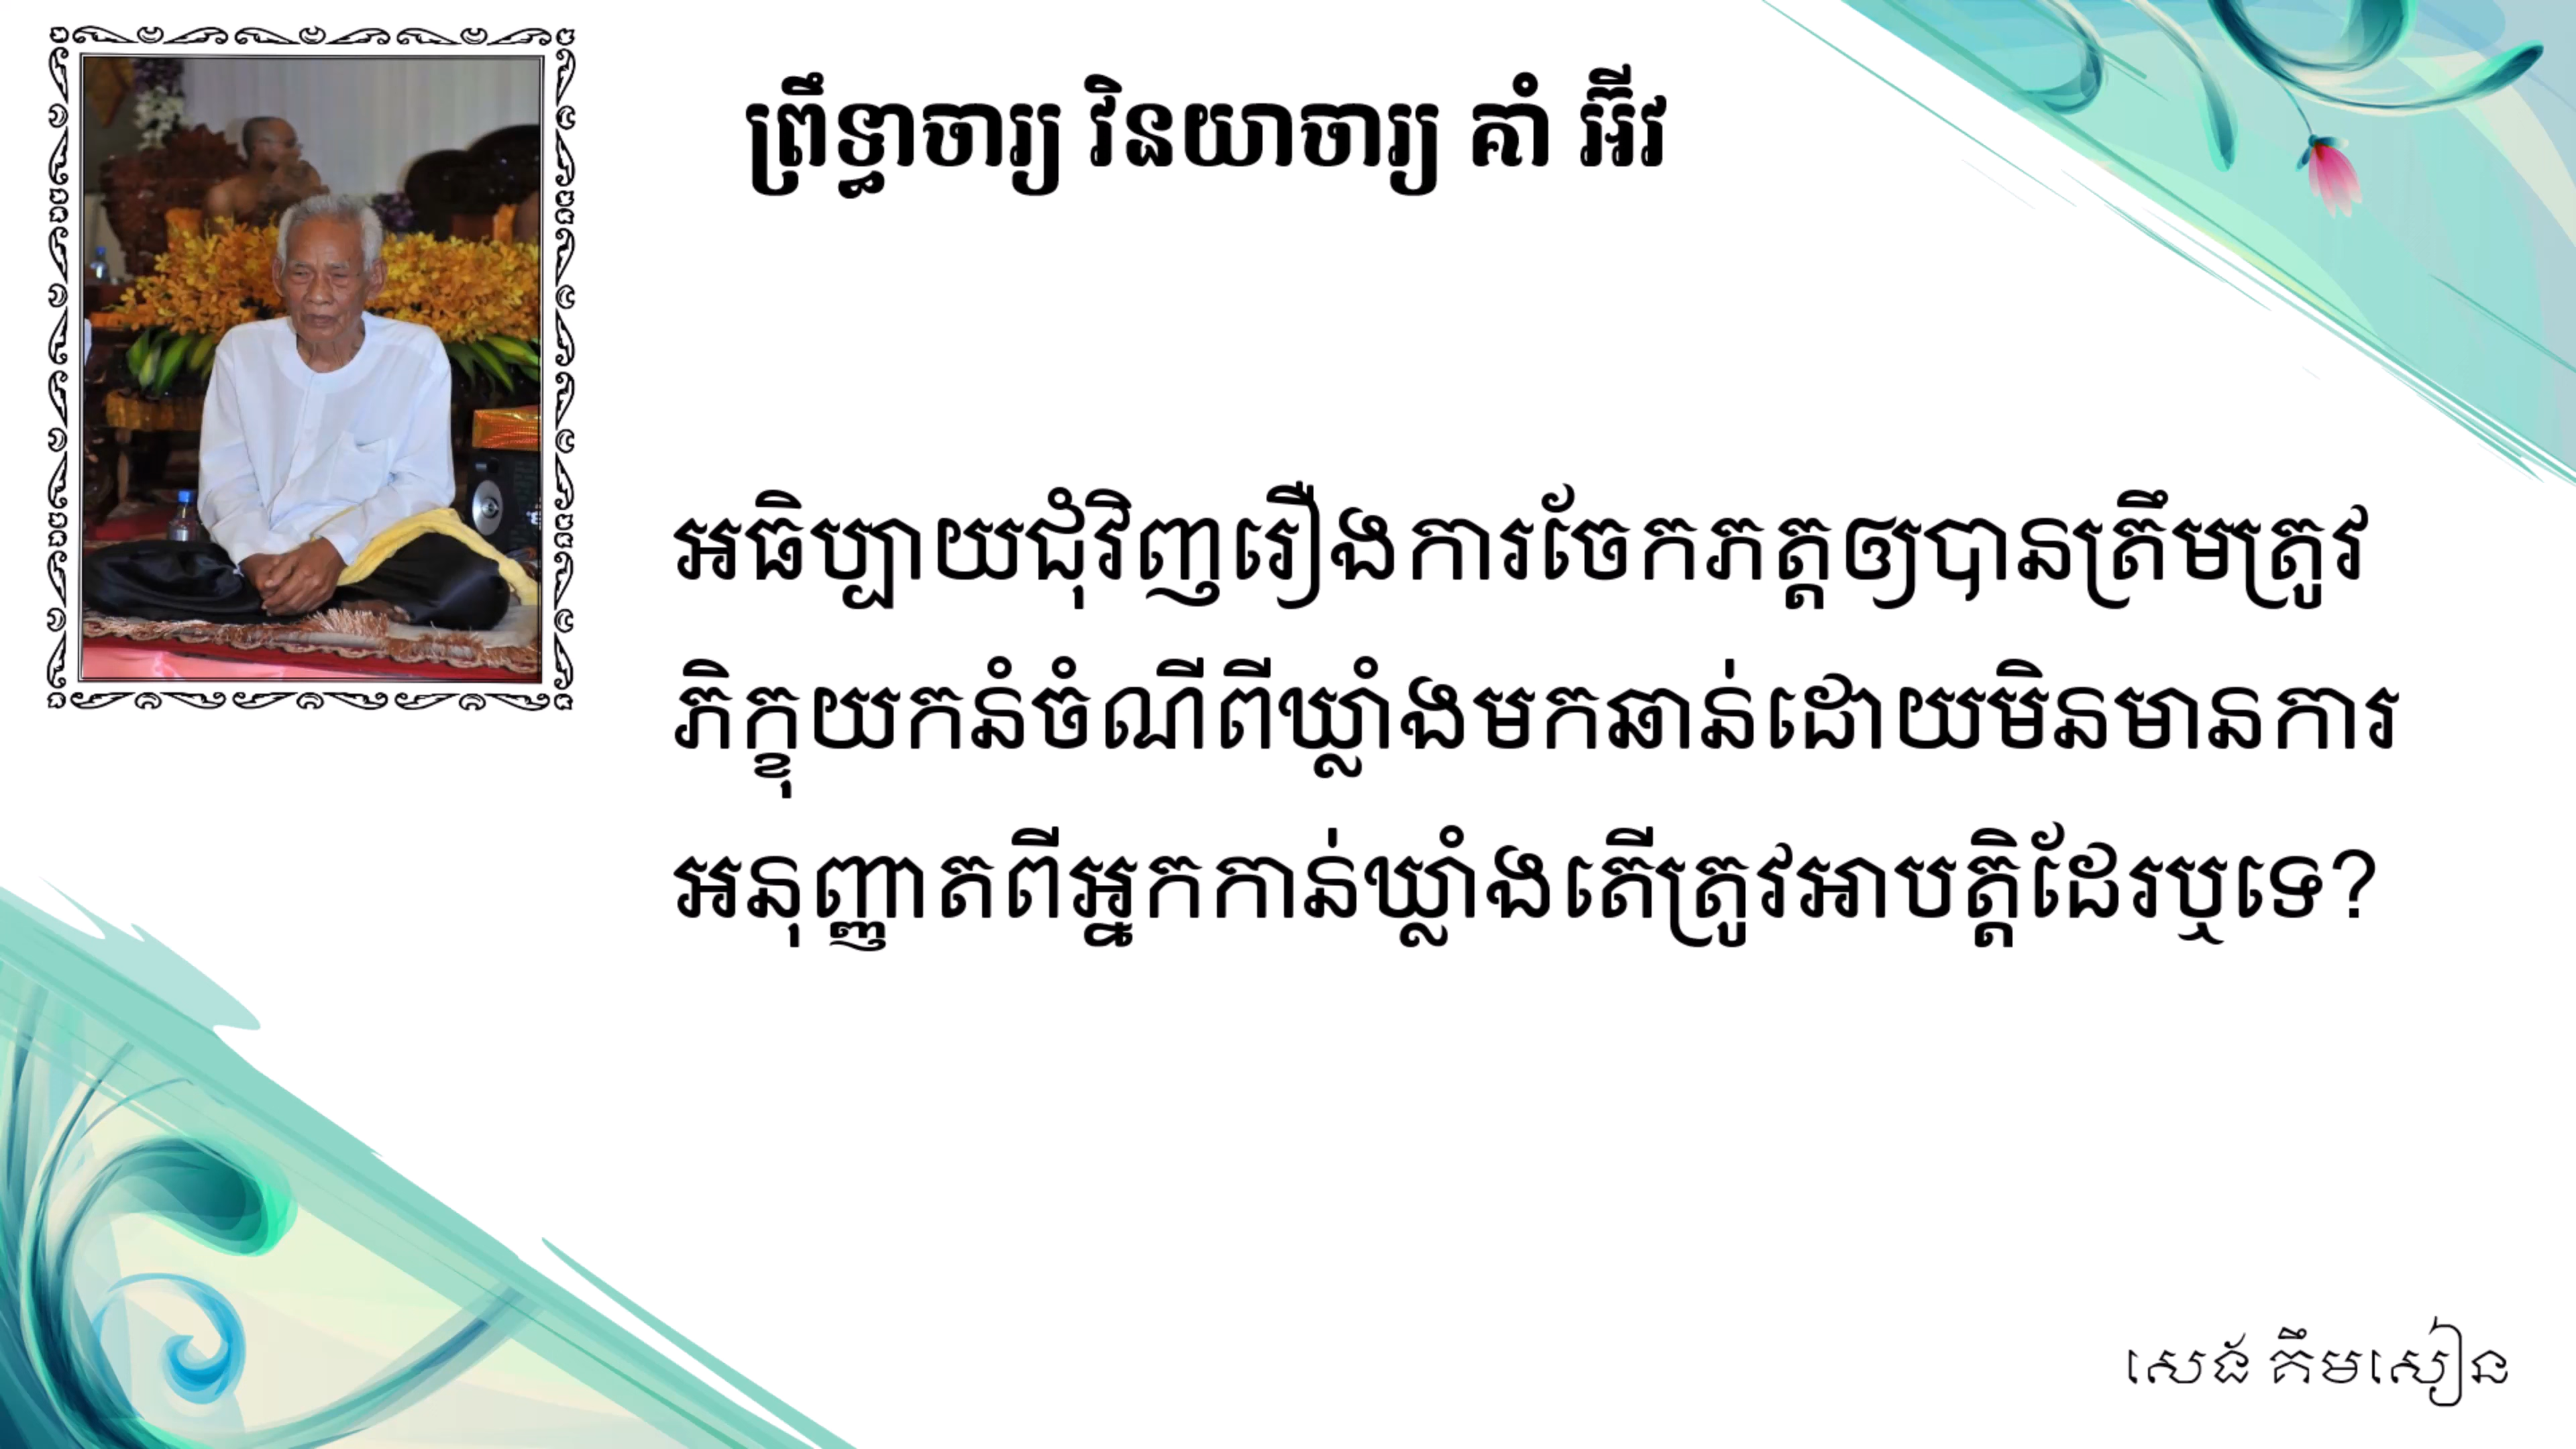 ព្រឹទ្ធាចារ្យ វិនយាចារ្យ គាំ អ៊ីវ
អធិប្បាយជុំវិញរឿងការចែកភត្តឲ្យបានត្រឹមត្រូវ
ភិក្ខុយកនំចំណីពីឃ្លាំងមកឆាន់ដោយមិនមានការ
អនុញ្ញាតពីអ្នកកាន់ឃ្លាំងតើត្រូវអាបត្តិដែរឬទេ?
សេង គឹមសៀន